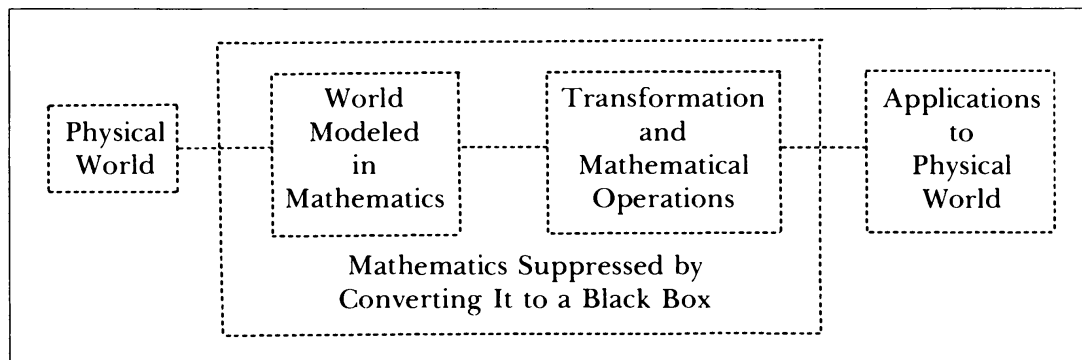 Physical
World
World
Modeled
in
Mathematics
Transformation
and
Mathematical
Operations
Applications
to
Physical
World
Mathematics Suppressed by
Converting It to a Black Box